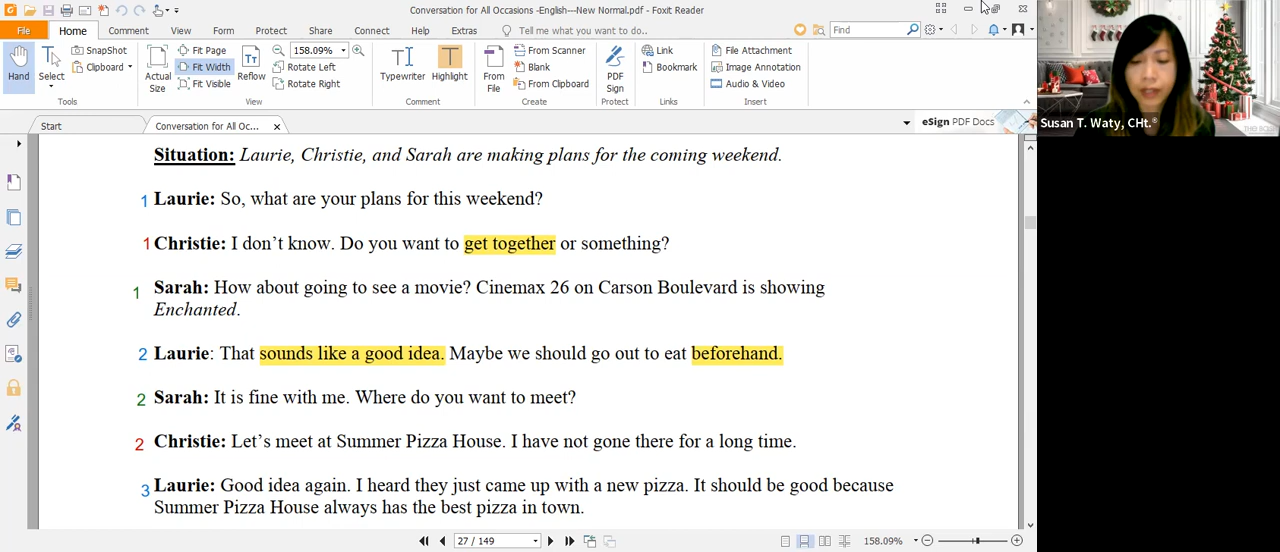 Conversation for All Occasions -English---New Normal.pdf - Foxit Reader
File Home Comment View Form Protect Share Connect Help Extras Tell me what you want to do.. Find
Hand Select SnapShot Clipboard Actual Size Fit Page Fit Width Fit Visible Reflow 158.09% Rotate Left Rotate Right Typewriter Highlight From File From Scanner Blank From Clipboard PDF Sign Link Bookmark File Attachment Image Annotation Audio & Video
Tools View Comment Create Protect Links Insert
Start Conversation for All Oc... eSign PDF Docs
Susan T. Waty, CHt.®
Situation: Laurie, Christie, and Sarah are making plans for the coming weekend.
1 Laurie: So, what are your plans for this weekend?
1 Christie: I don’t know. Do you want to get together or something?
1 Sarah: How about going to see a movie? Cinemax 26 on Carson Boulevard is showing
Enchanted.
2 Laurie: That sounds like a good idea. Maybe we should go out to eat beforehand.
2 Sarah: It is fine with me. Where do you want to meet?
2 Christie: Let’s meet at Summer Pizza House. I have not gone there for a long time.
3 Laurie: Good idea again. I heard they just came up with a new pizza. It should be good because
Summer Pizza House always has the best pizza in town.
27 / 149 158.09%